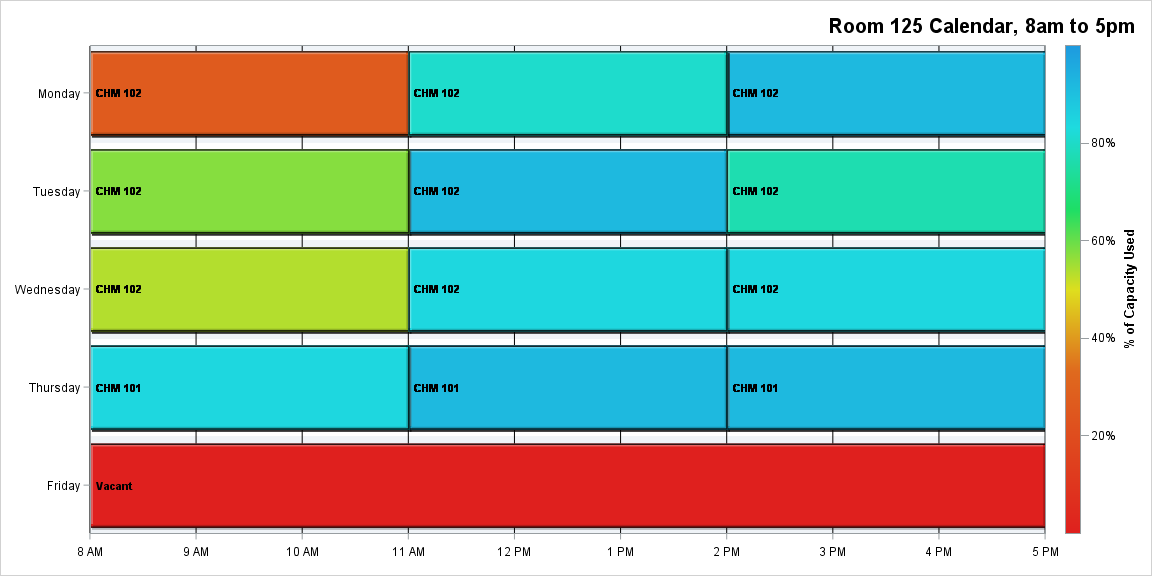 Room 125 Calendar, 8am to 5pm
Monday
CHM 102
CHM 102
CHM 102
Tuesday
CHM 102
CHM 102
CHM 102
Wednesday
CHM 102
CHM 102
CHM 102
Thursday
CHM 101
CHM 101
CHM 101
Friday
Vacant
8 AM
9 AM
10 AM
11 AM
12 PM
1 PM
2 PM
3 PM
4 PM
5 PM
80%
60%
40%
20%
% of Capacity Used